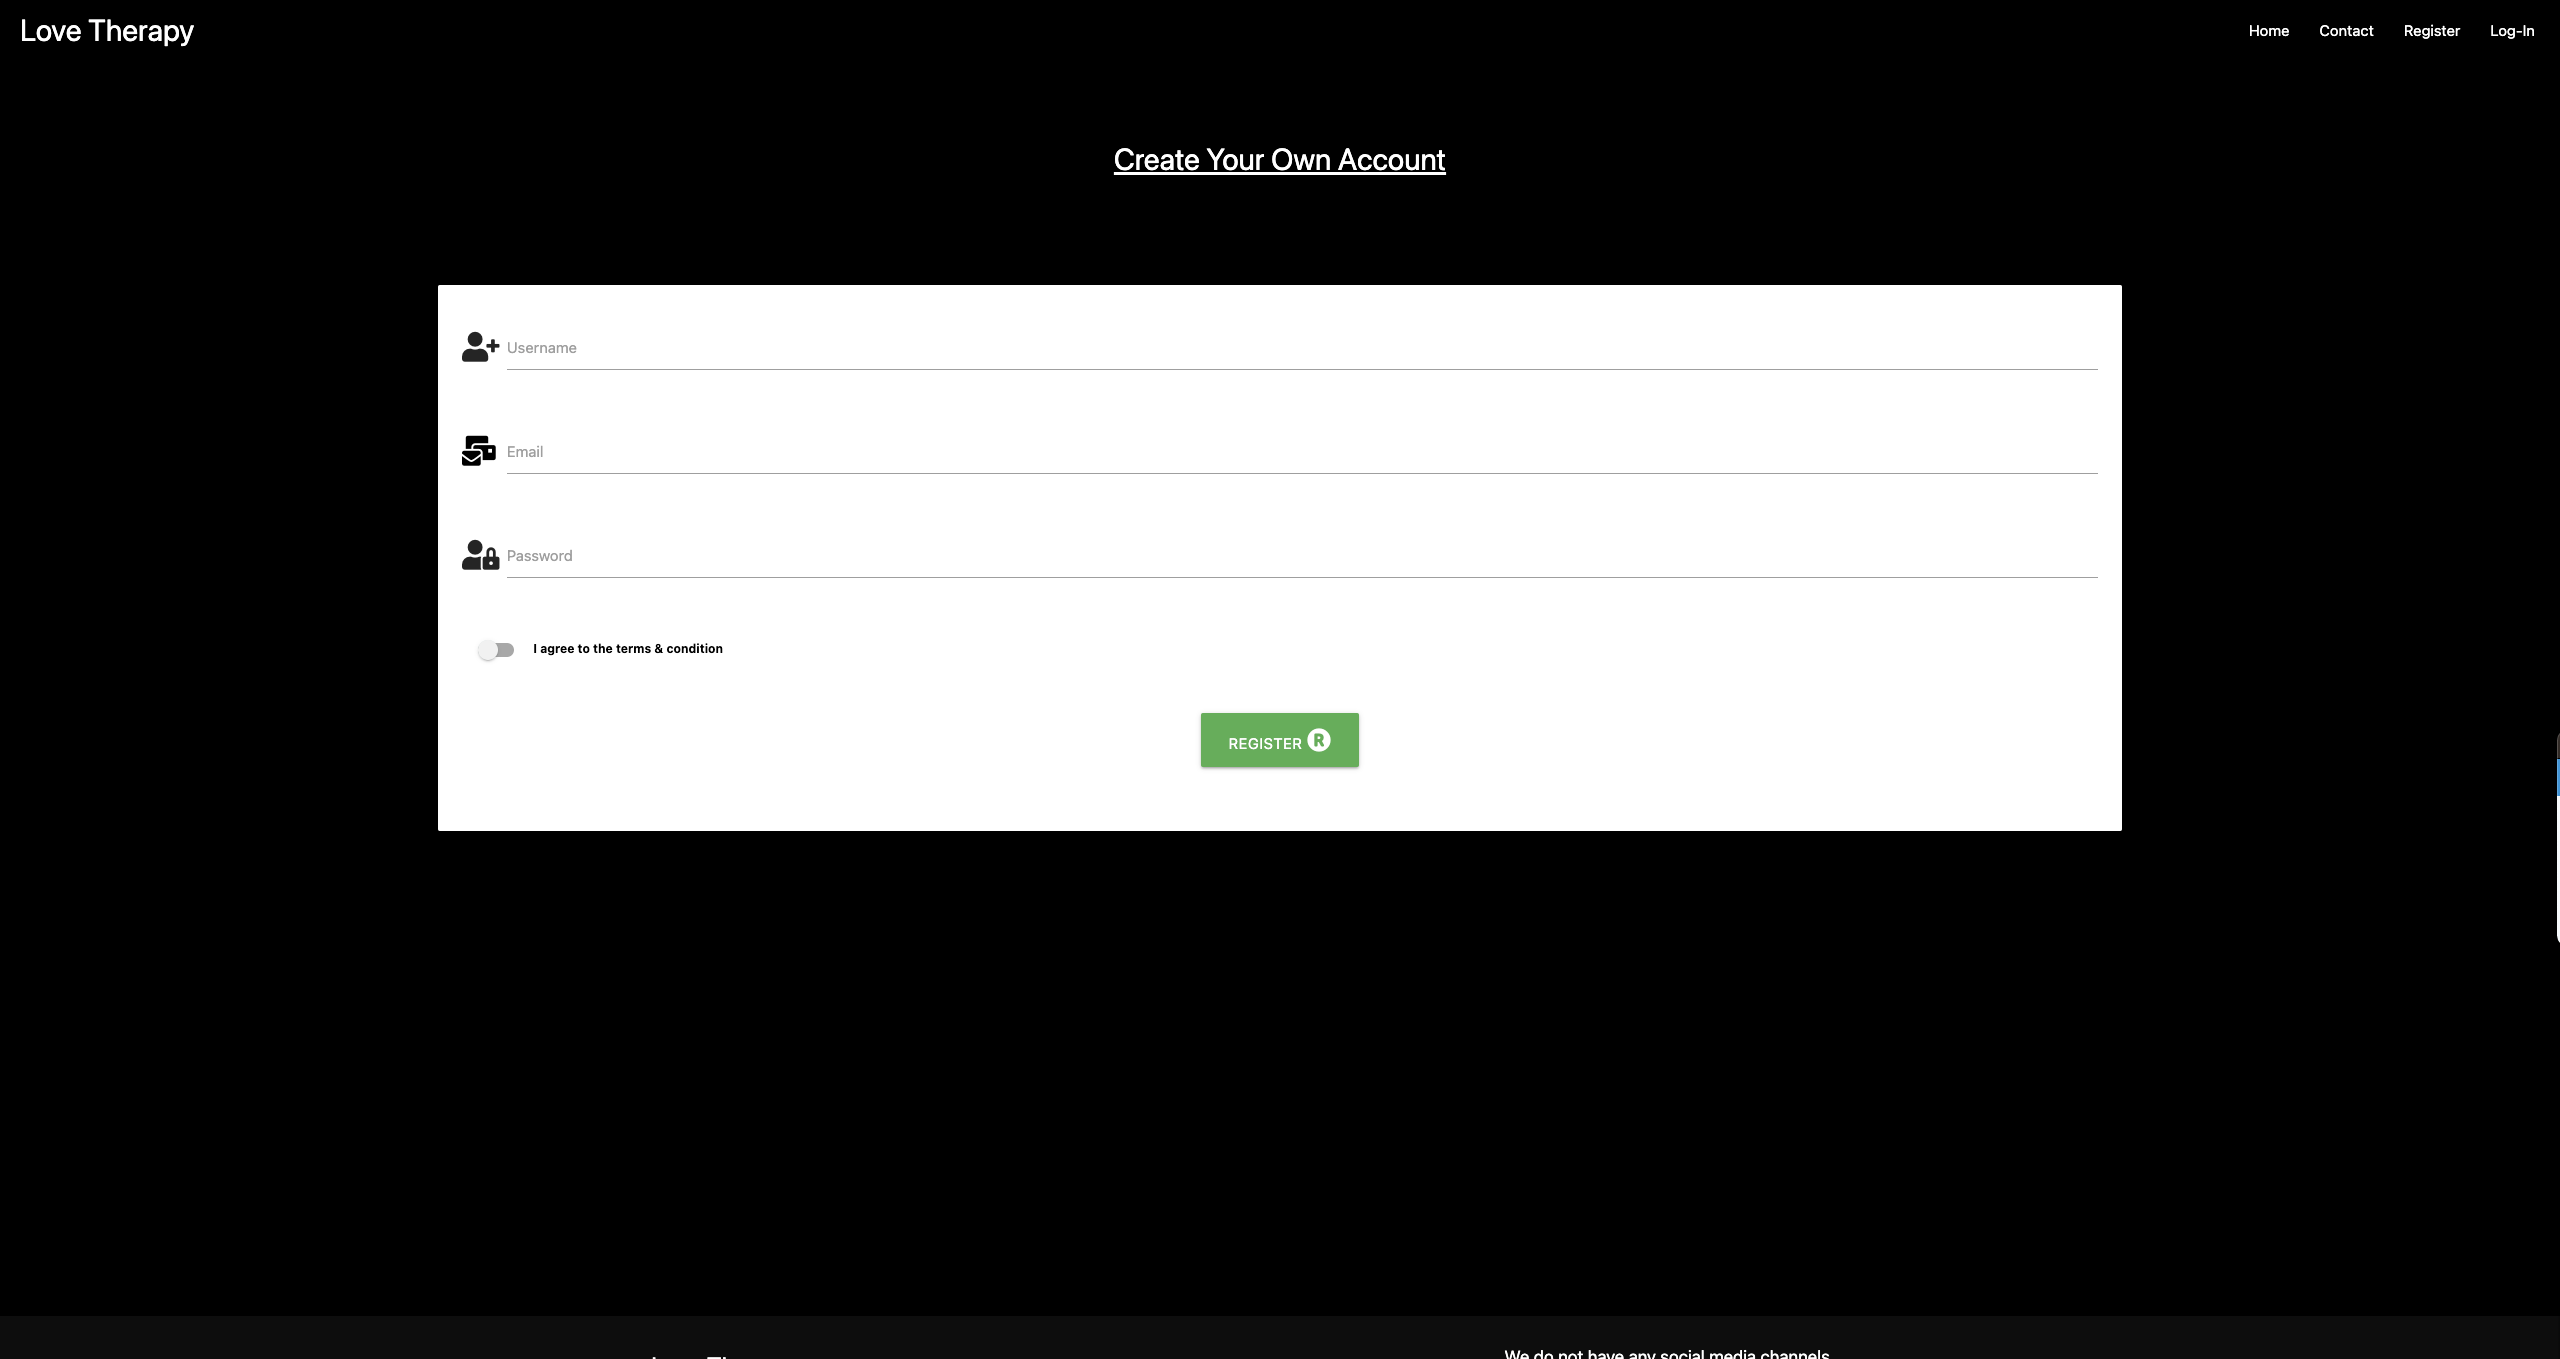 Love Therapy
Home Contact Register Log-In
Create Your Own Account
Username
Email
Password
I agree to the terms & condition
REGISTER R
We do not have any social media channels